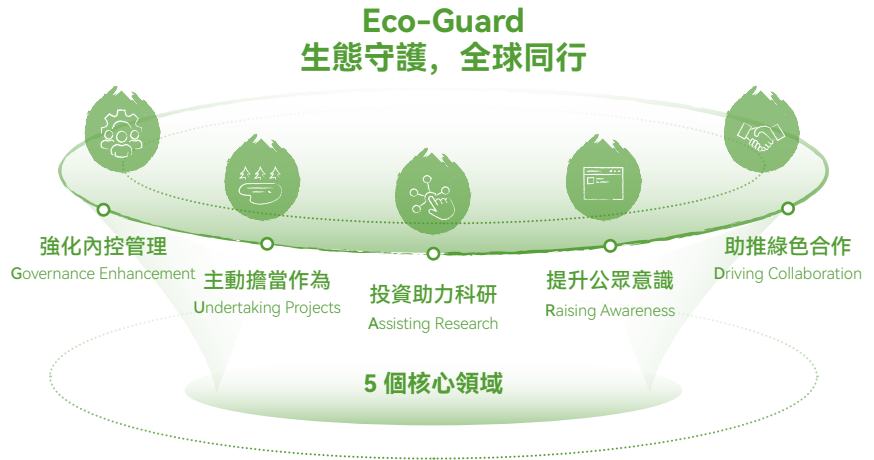 Eco-Guard
生態守護，全球同行
強化內控管理
Governance Enhancement
主動擔當作為
Undertaking Projects
投資助力科研
Assisting Research
提升公眾意識
Raising Awareness
助推綠色合作
Driving Collaboration
5 個核心領域